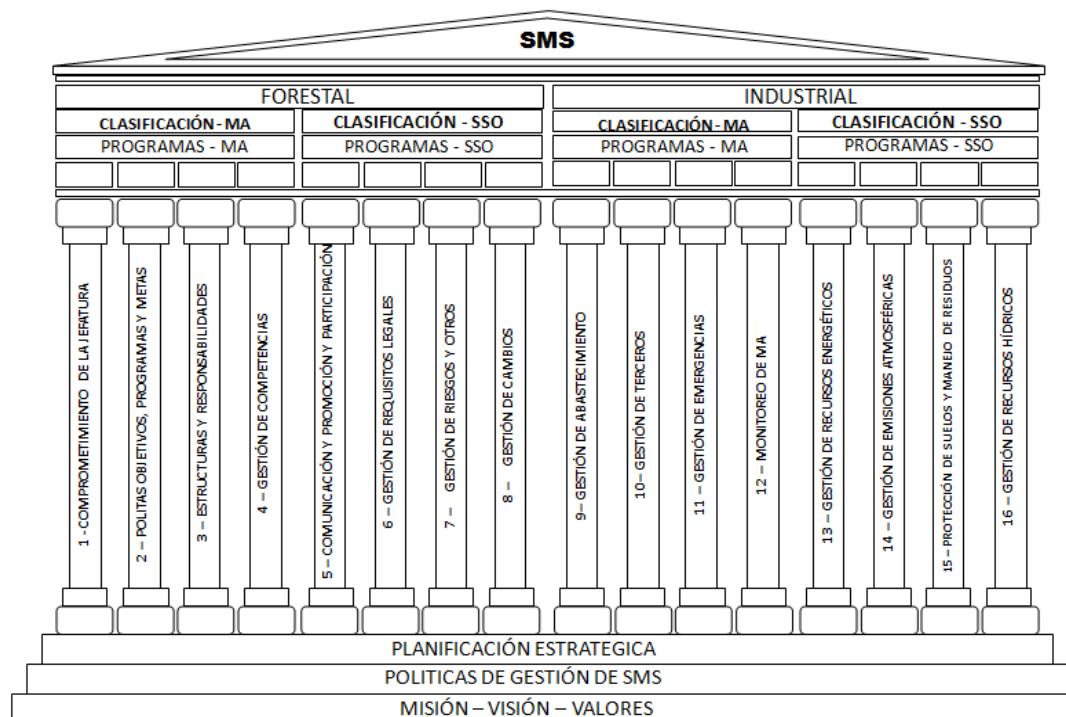 SMS
FORESTAL
INDUSTRIAL
CLASIFICACIÓN - MA
CLASIFICACIÓN - SSO
CLASIFICACIÓN - MA
CLASIFICACIÓN - SSO
PROGRAMAS - MA
PROGRAMAS - SSO
PROGRAMAS - MA
PROGRAMAS - SSO
1 - COMPROMETIMIENTO DE LA JEFATURA
2 – POLITAS OBJETIVOS, PROGRAMAS Y METAS
3 – ESTRUCTURAS Y RESPONSABILIDADES
4 – GESTIÓN DE COMPETENCIAS
5 – COMUNICACIÓN Y PROMOCIÓN Y PARTICIPACIÓN
6 – GESTIÓN DE REQUISITOS LEGALES
7 – GESTIÓN DE RIESGOS Y OTROS
8 – GESTIÓN DE CAMBIOS
9– GESTIÓN DE ABASTECIMIENTO
10– GESTIÓN DE TERCEROS
11 – GESTIÓN DE EMERGENCIAS
12 – MONITOREO DE MA
13 – GESTIÓN DE RECURSOS ENERGÉTICOS
14 – GESTIÓN DE EMISIONES ATMOSFÉRICAS
15 – PROTECCIÓN DE SUELOS Y MANEJO DE RESIDUOS
16 – GESTIÓN DE RECURSOS HÍDRICOS
PLANIFICACIÓN ESTRATEGICA
POLITICAS DE GESTIÓN DE SMS
MISIÓN – VISIÓN – VALORES